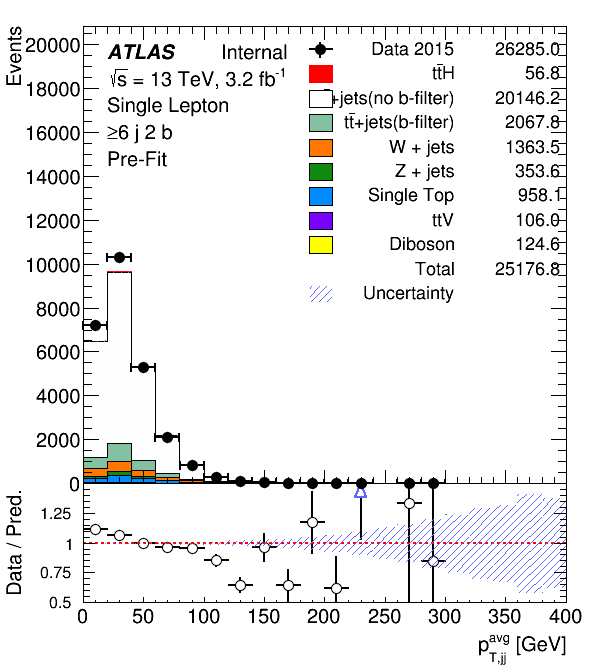 Events
20000
18000
16000
14000
12000
10000
8000
6000
4000
2000
0
ATLAS Internal
√s = 13 TeV, 3.2 fb⁻¹
Single Lepton
≥6 j 2 b
Pre-Fit
Data 2015 26285.0
tt̄H 56.8
+jets(no b-filter) 20146.2
tt̄+jets(b-filter) 2067.8
W + jets 1363.5
Z + jets 353.6
Single Top 958.1
ttV 106.0
Diboson 124.6
Total 25176.8
Uncertainty
Data / Pred.
1.25
1
0.75
0.5
0 50 100 150 200 250 300 350 400
p_{T,jj}^{avg} [GeV]